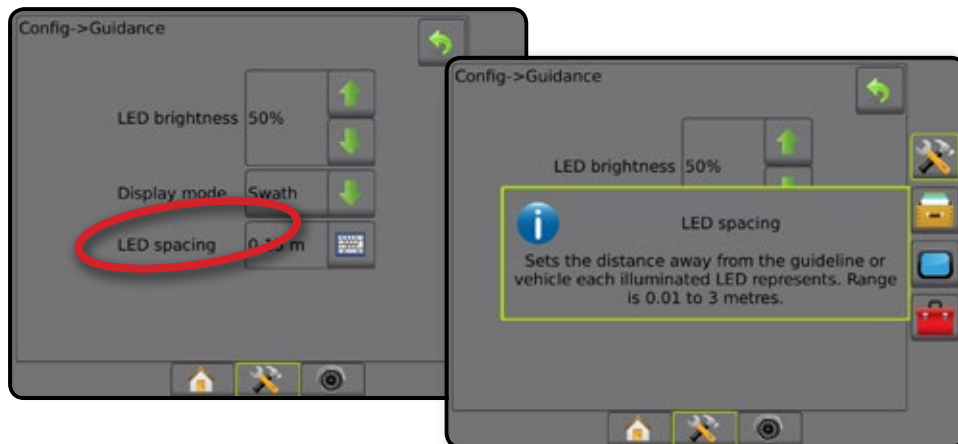 Config->Guidance
LED brightness 50%
Display mode Swath
LED spacing m
Config->Guidance
LED brightness 50%
LED spacing
Sets the distance away from the guideline or
vehicle each illuminated LED represents. Range
is 0.01 to 3 metres.